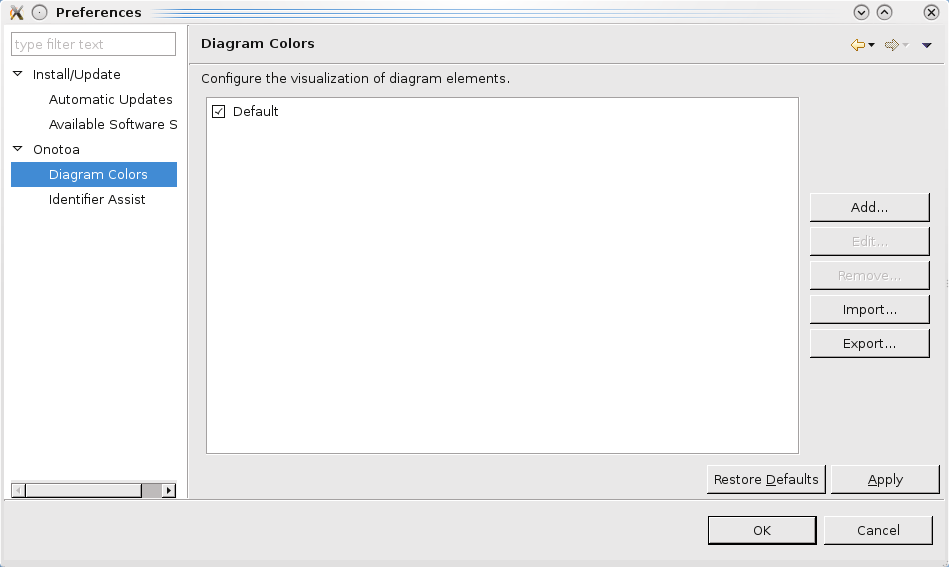 Preferences
type filter text
Install/Update
Automatic Updates
Available Software S
Onotoa
Diagram Colors
Identifier Assist
Diagram Colors
Configure the visualization of diagram elements.
Default
Add...
Edit...
Remove...
Import...
Export...
Restore Defaults
Apply
OK
Cancel